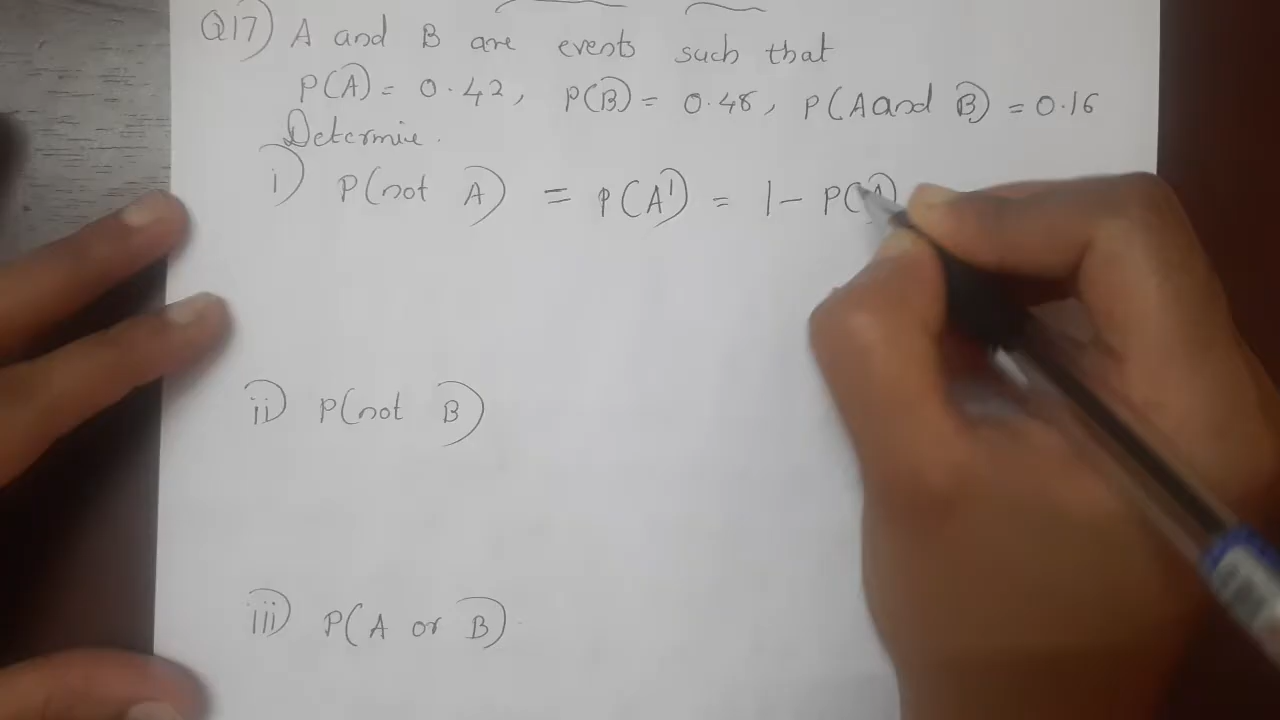 Q17) A and B are events such that
P(A) = 0.42, P(B) = 0.48, P(A and B) = 0.16
Determie.
i) P(not A) = P(A') = 1 - P(A)
ii) P(not B)
iii) P(A or B)